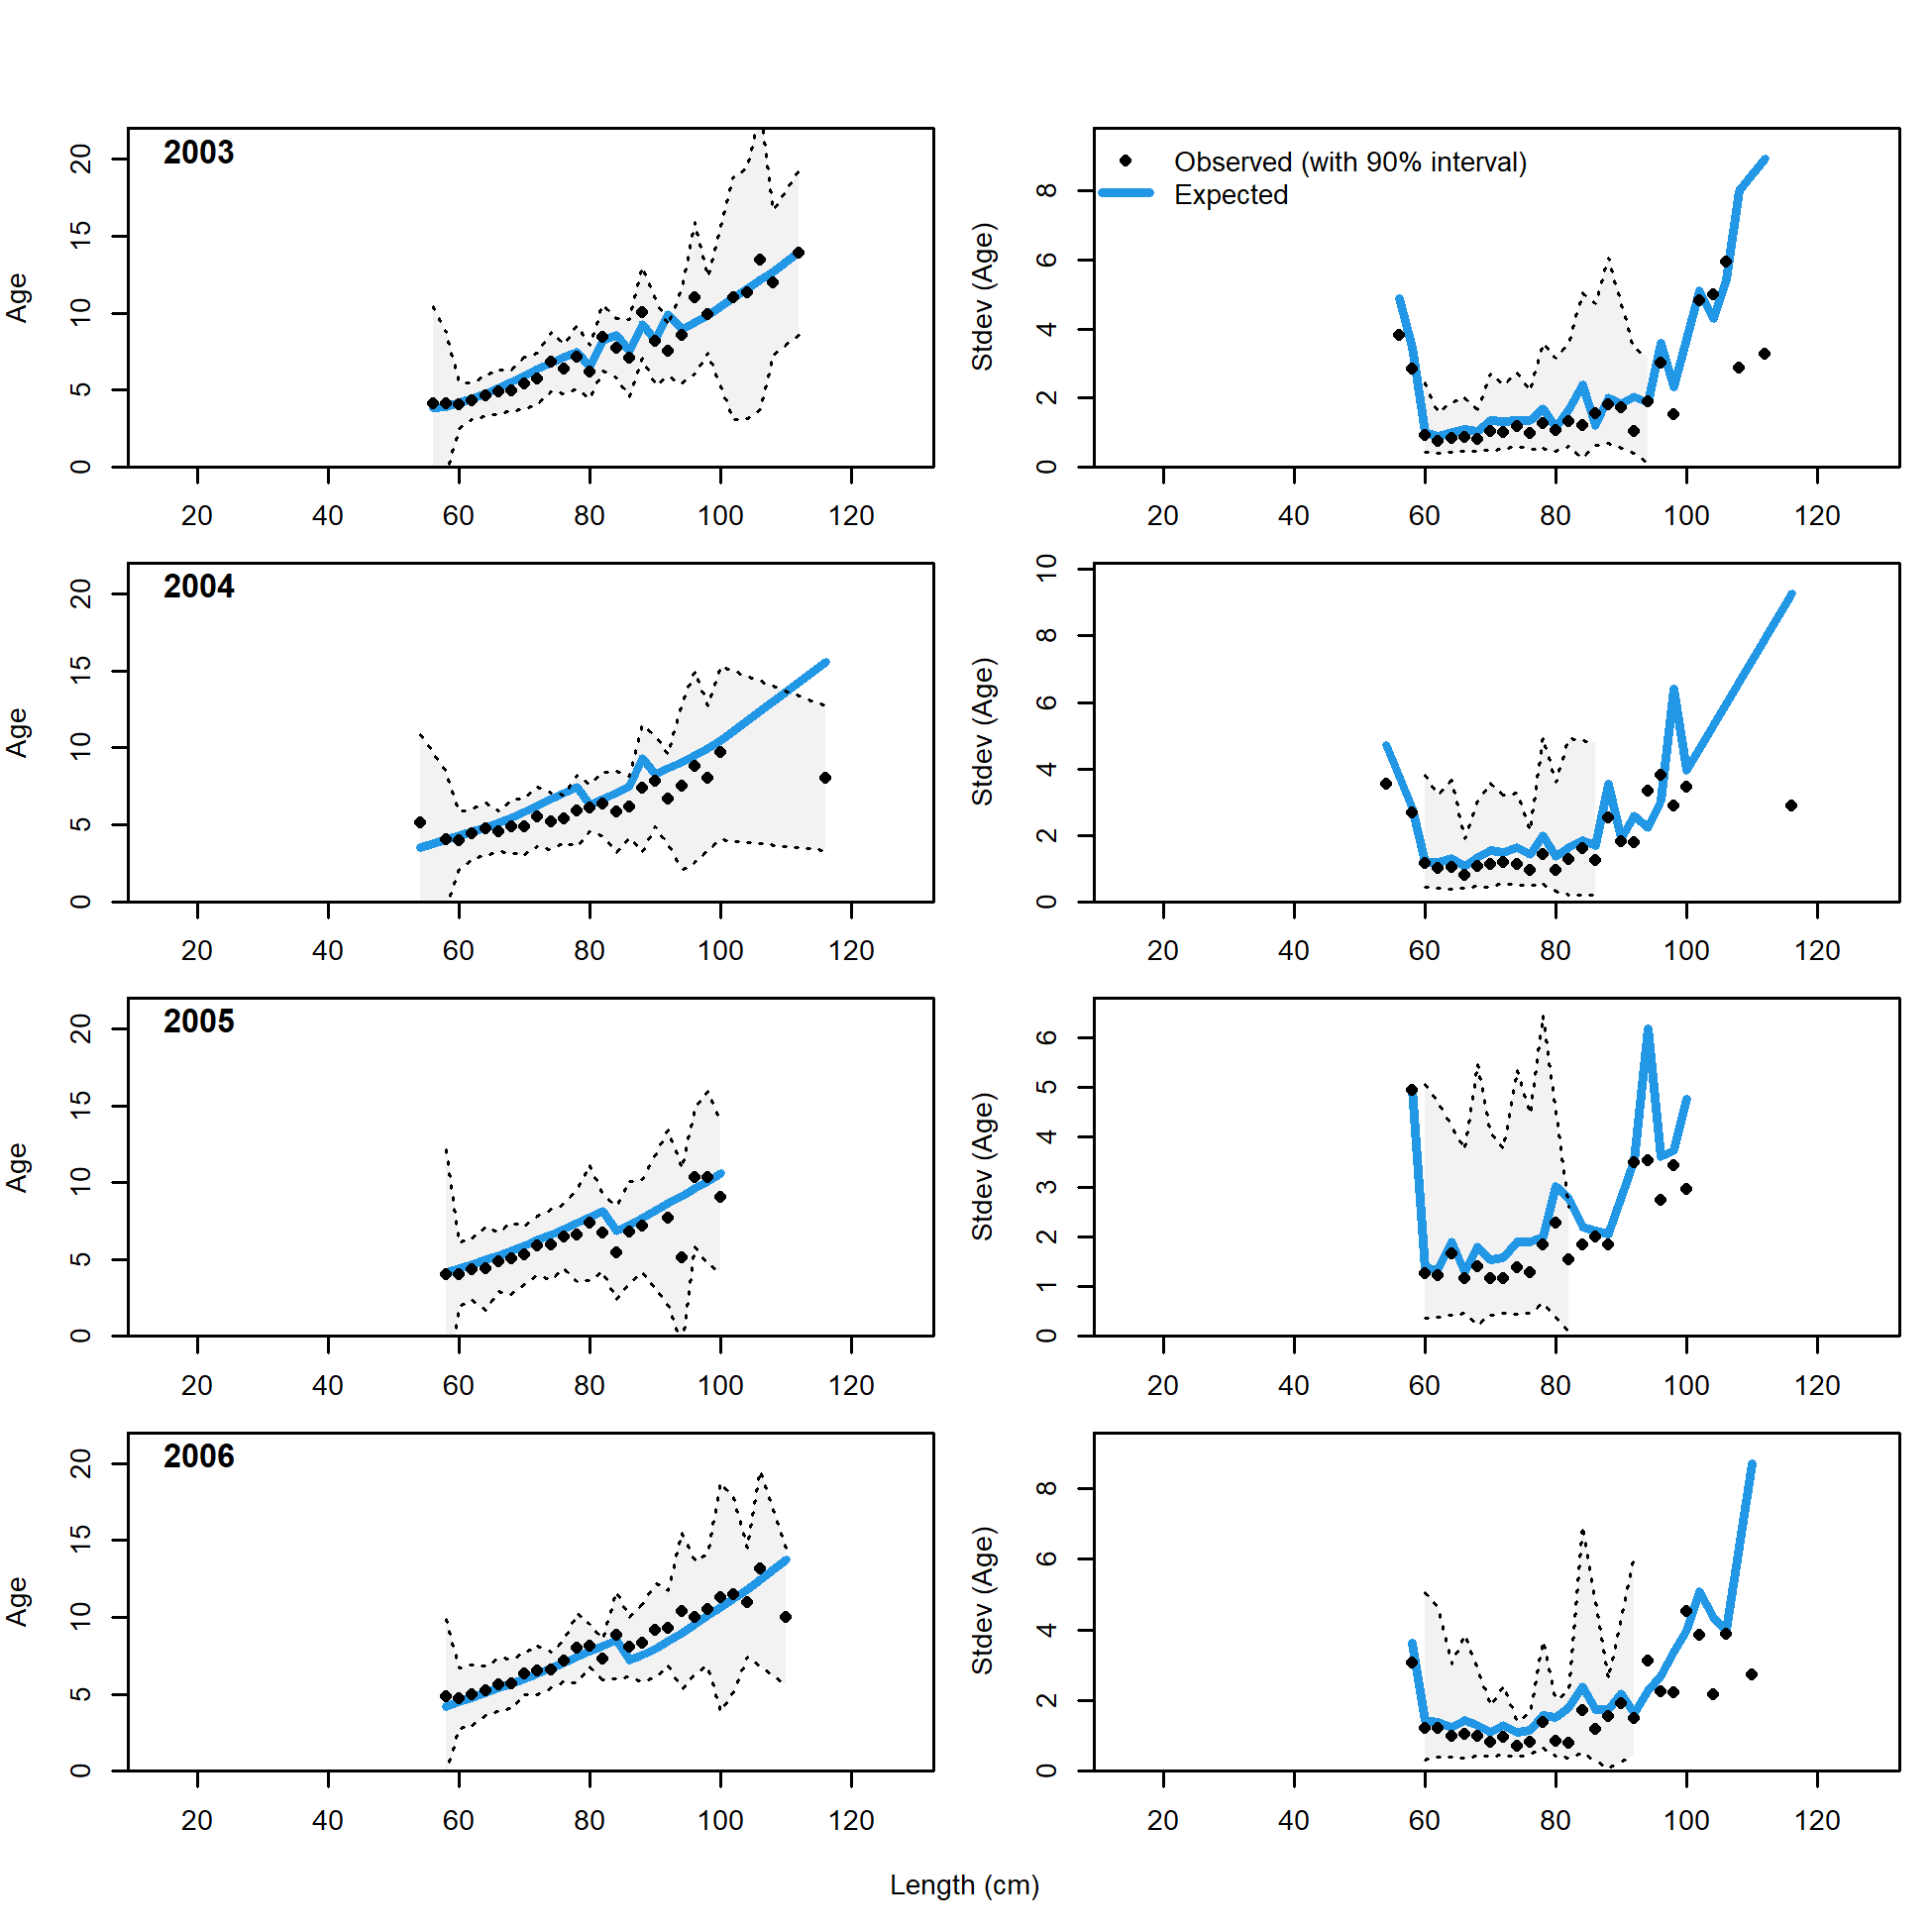 2003
Age
0 5 10 15 20
20 40 60 80 100 120
Observed (with 90% interval)
Expected
Stdev (Age)
0 2 4 6 8
20 40 60 80 100 120
2004
Age
0 5 10 15 20
20 40 60 80 100 120
Stdev (Age)
0 2 4 6 8 10
20 40 60 80 100 120
2005
Age
0 5 10 15 20
20 40 60 80 100 120
Stdev (Age)
0 1 2 3 4 5 6
20 40 60 80 100 120
2006
Age
0 5 10 15 20
20 40 60 80 100 120
Stdev (Age)
0 2 4 6 8
20 40 60 80 100 120
Length (cm)